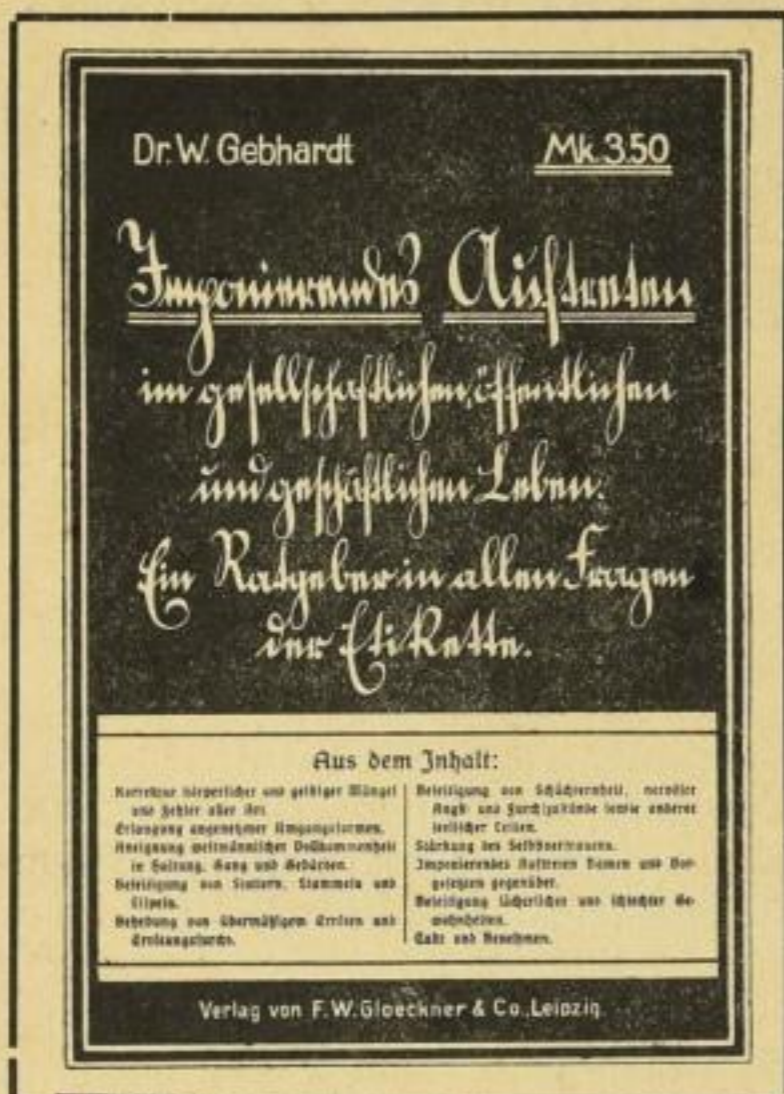 Dr. W. Gebhardt
Mk. 3.50
Imponierendes Auftreten
im gesellschaftlichen, öffentlichen
und geschäftlichen Leben.
Ein Ratgeber in allen Fragen
der Etikette.
Aus dem Inhalt:
Korrektur körperlicher und geistiger Mängel
und Fehler aller Art.
Erlangung angenehmer Umgangsformen.
Aneignung weltmännischer Vollkommenheit
in Haltung, Gang und Gebärden.
Beseitigung von Stottern, Stammeln und
Lispeln.
Behebung von übermäßigem Erröten und
Errötungsfurcht.
Beseitigung von Schüchternheit, nervöser
Angst- und Furchtzustände sowie anderer
seelischer Leiden.
Stärkung des Selbstvertrauens.
Imponierendes Auftreten Damen und Vor-
gesetzten gegenüber.
Beseitigung lächerlicher und schlechter Ge-
wohnheiten.
Takt und Benehmen.
Verlag von F. W. Gloeckner & Co., Leipzig